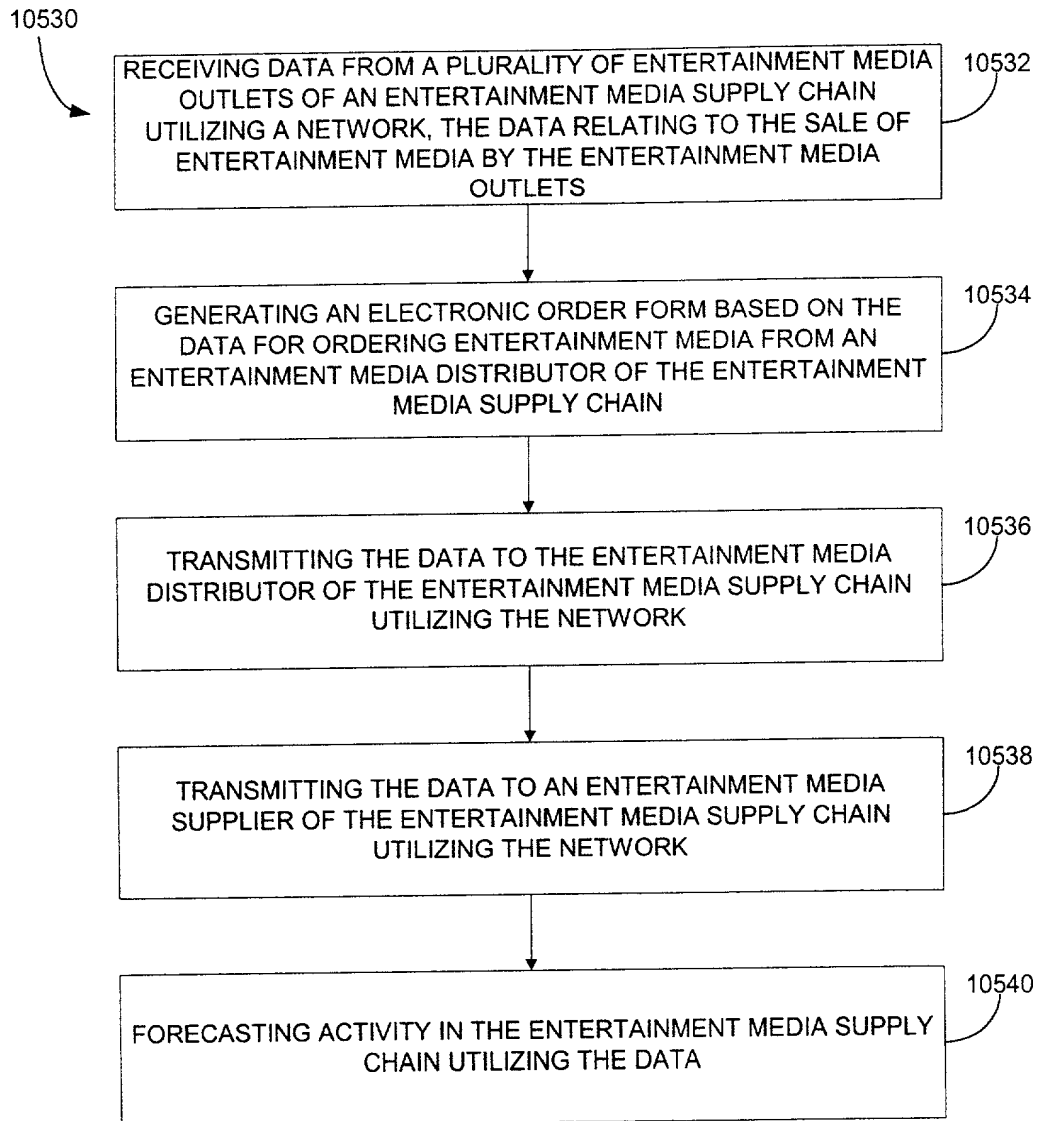 10530
RECEIVING DATA FROM A PLURALITY OF ENTERTAINMENT MEDIA
OUTLETS OF AN ENTERTAINMENT MEDIA SUPPLY CHAIN
UTILIZING A NETWORK, THE DATA RELATING TO THE SALE OF
ENTERTAINMENT MEDIA BY THE ENTERTAINMENT MEDIA
OUTLETS
10532
GENERATING AN ELECTRONIC ORDER FORM BASED ON THE
DATA FOR ORDERING ENTERTAINMENT MEDIA FROM AN
ENTERTAINMENT MEDIA DISTRIBUTOR OF THE ENTERTAINMENT
MEDIA SUPPLY CHAIN
10534
TRANSMITTING THE DATA TO THE ENTERTAINMENT MEDIA
DISTRIBUTOR OF THE ENTERTAINMENT MEDIA SUPPLY CHAIN
UTILIZING THE NETWORK
10536
TRANSMITTING THE DATA TO AN ENTERTAINMENT MEDIA
SUPPLIER OF THE ENTERTAINMENT MEDIA SUPPLY CHAIN
UTILIZING THE NETWORK
10538
FORECASTING ACTIVITY IN THE ENTERTAINMENT MEDIA SUPPLY
CHAIN UTILIZING THE DATA
10540